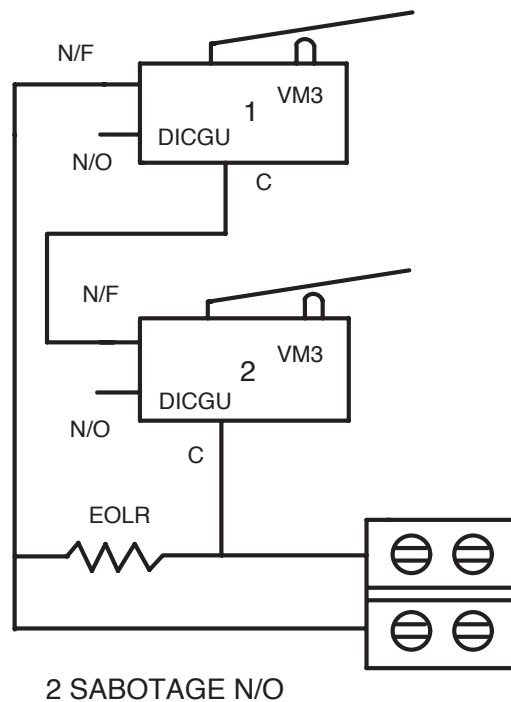 N/F
VM3
1
DICGU
N/O
C
N/F
VM3
2
DICGU
N/O
C
EOLR
2 SABOTAGE N/O